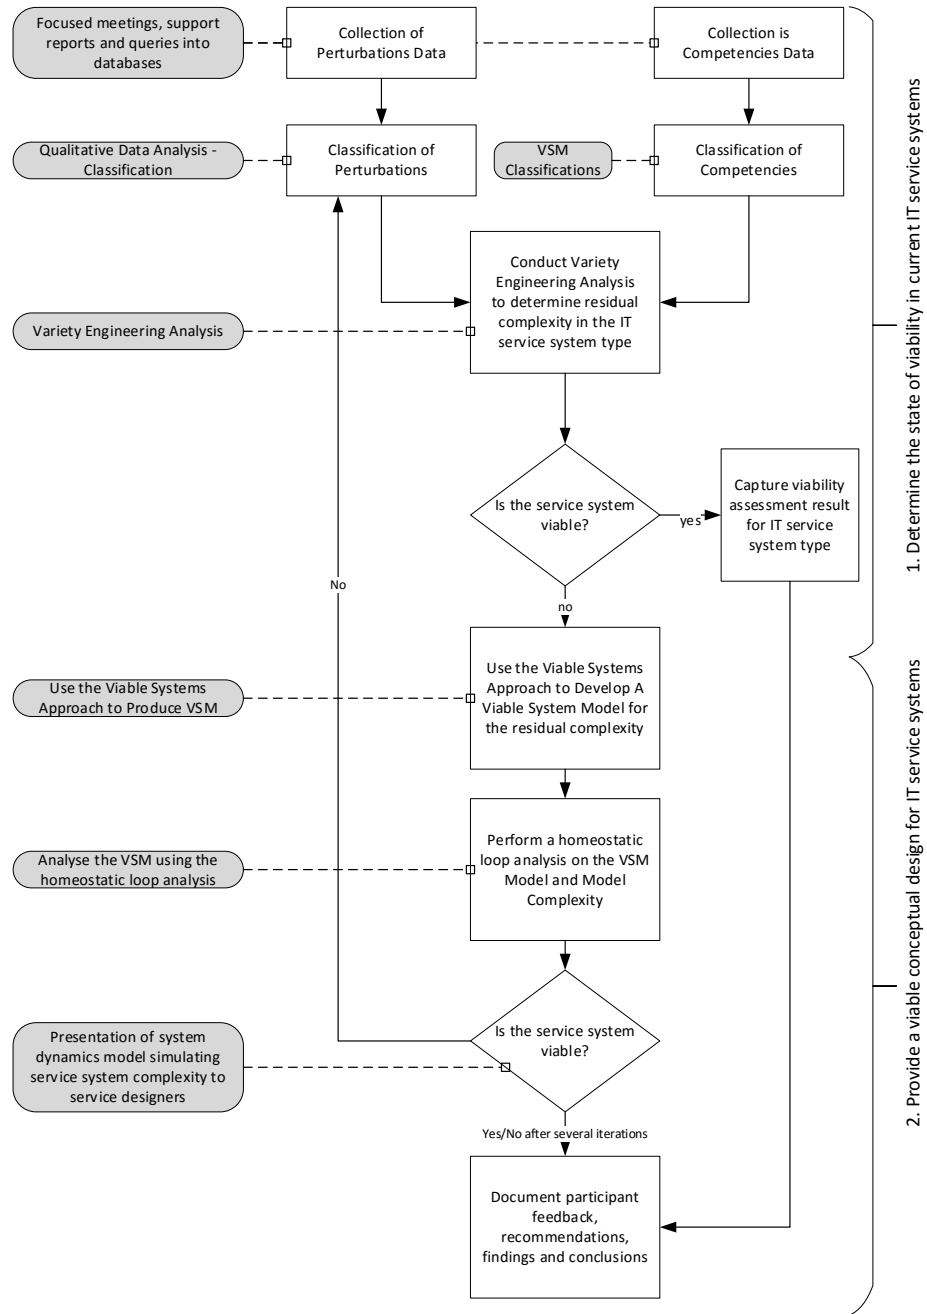 Focused meetings, support
reports and queries into
databases
Collection of
Perturbations Data
Collection is
Competencies Data
Qualitative Data Analysis -
Classification
Classification of
Perturbations
VSM
Classifications
Classification of
Competencies
Conduct Variety
Engineering Analysis
to determine residual
complexity in the IT
service system type
Variety Engineering Analysis
Is the service system
viable?
yes
Capture viability
assessment result
for IT service
system type
No
no
1. Determine the state of viability in current IT service systems
Use the Viable Systems
Approach to Produce VSM
Use the Viable Systems
Approach to Develop A
Viable System Model for
the residual complexity
Analyse the VSM using the
homeostatic loop analysis
Perform a homeostatic
loop analysis on the VSM
Model and Model
Complexity
Presentation of system
dynamics model simulating
service system complexity to
service designers
Is the service system
viable?
Yes/No after several iterations
Document participant
feedback,
recommendations,
findings and conclusions
2. Provide a viable conceptual design for IT service systems